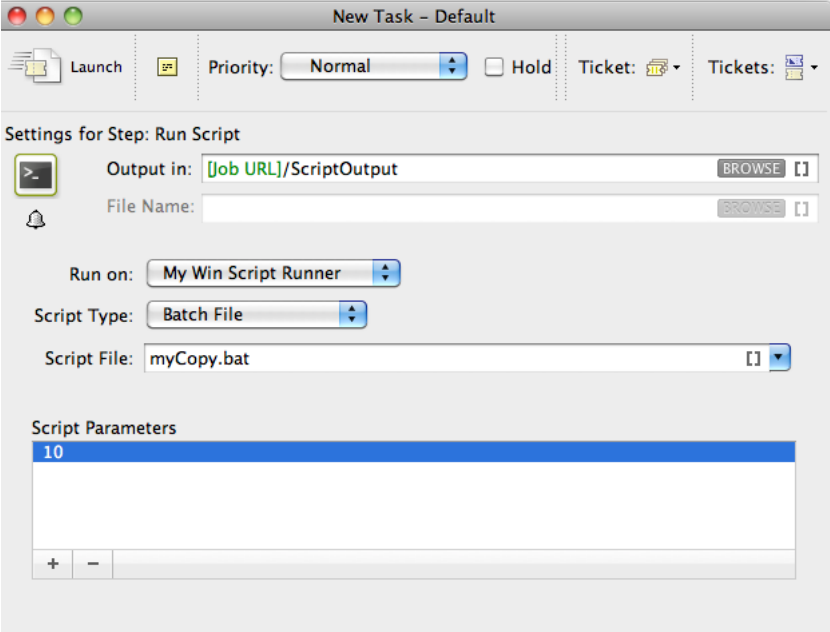 New Task – Default
Launch Priority: Normal Hold Ticket: Tickets:
Settings for Step: Run Script
Output in: [Job URL]/ScriptOutput BROWSE []
File Name: BROWSE []
Run on: My Win Script Runner
Script Type: Batch File
Script File: myCopy.bat []
Script Parameters
10
+ −